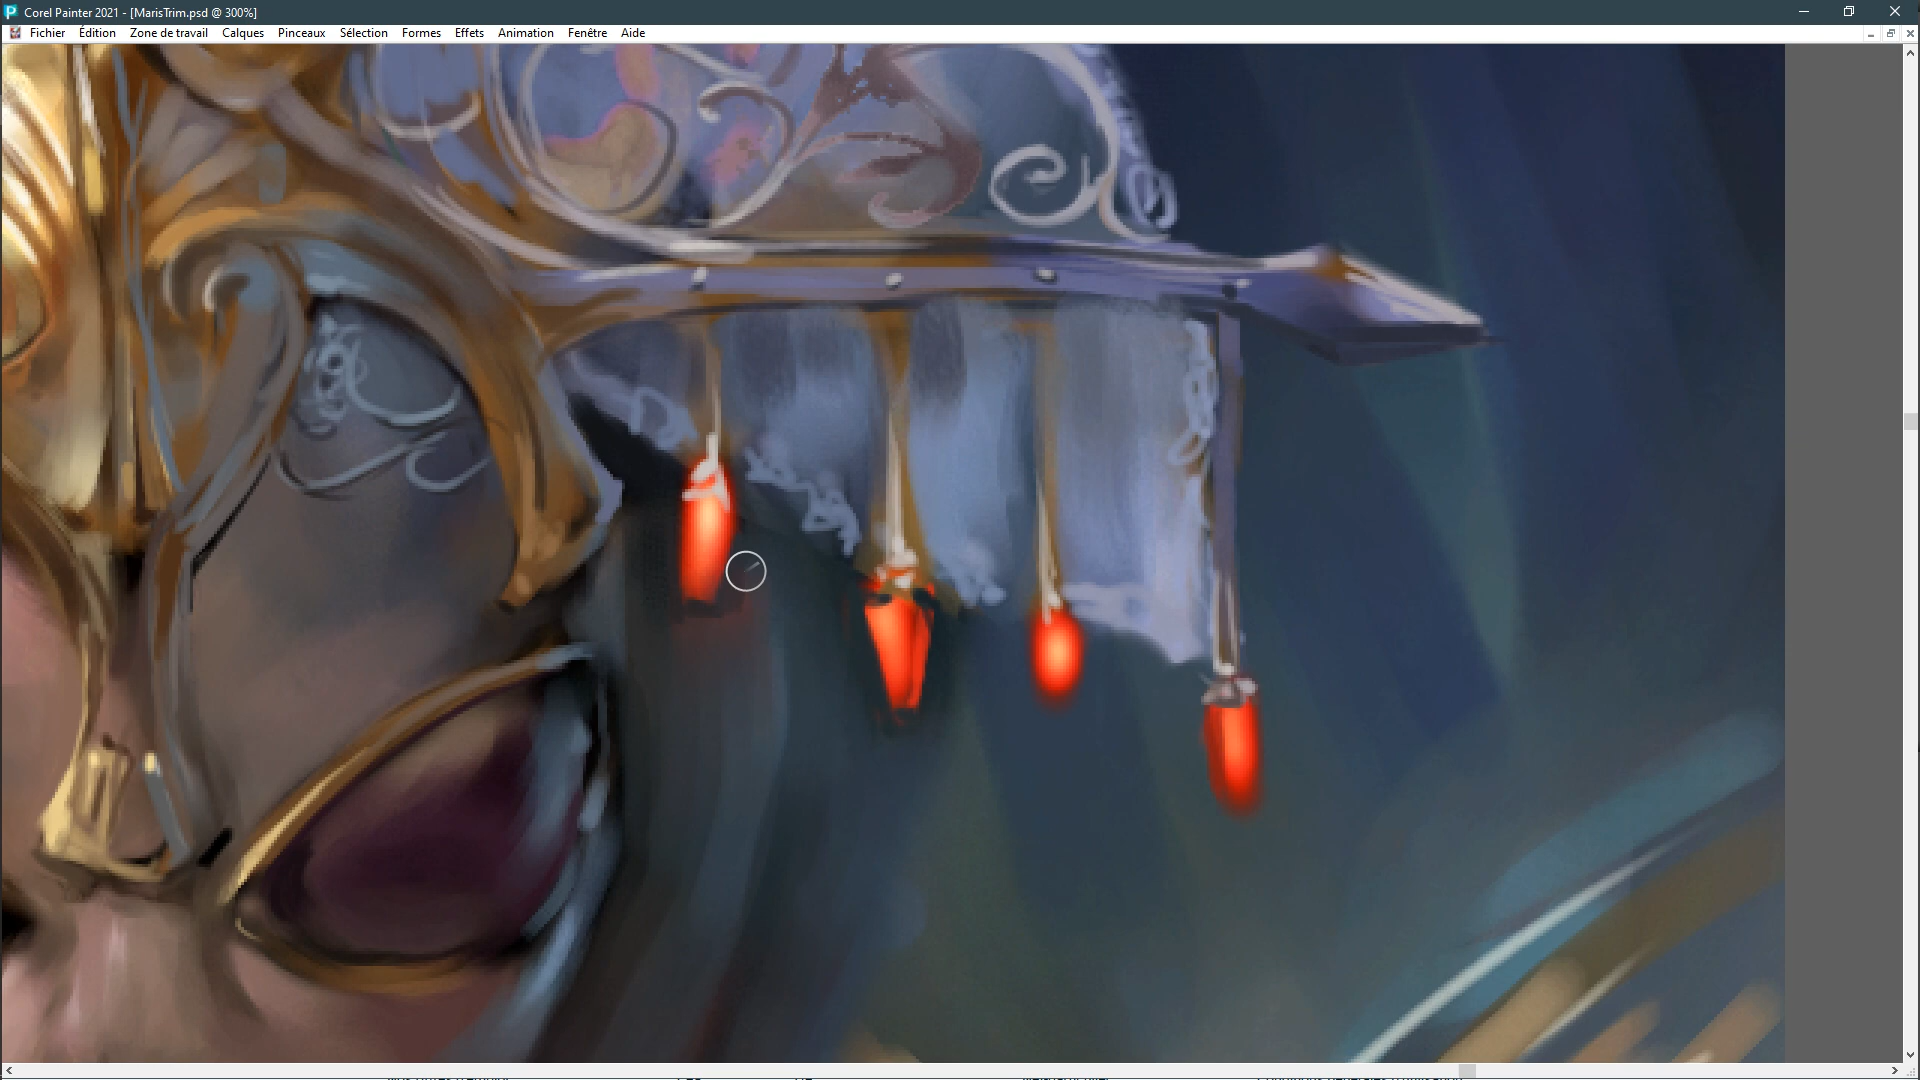 Corel Painter 2021 - [MarisTrim.psd @ 300%]
Fichier Édition Zone de travail Calques Pinceaux Sélection Formes Effets Animation Fenêtre Aide